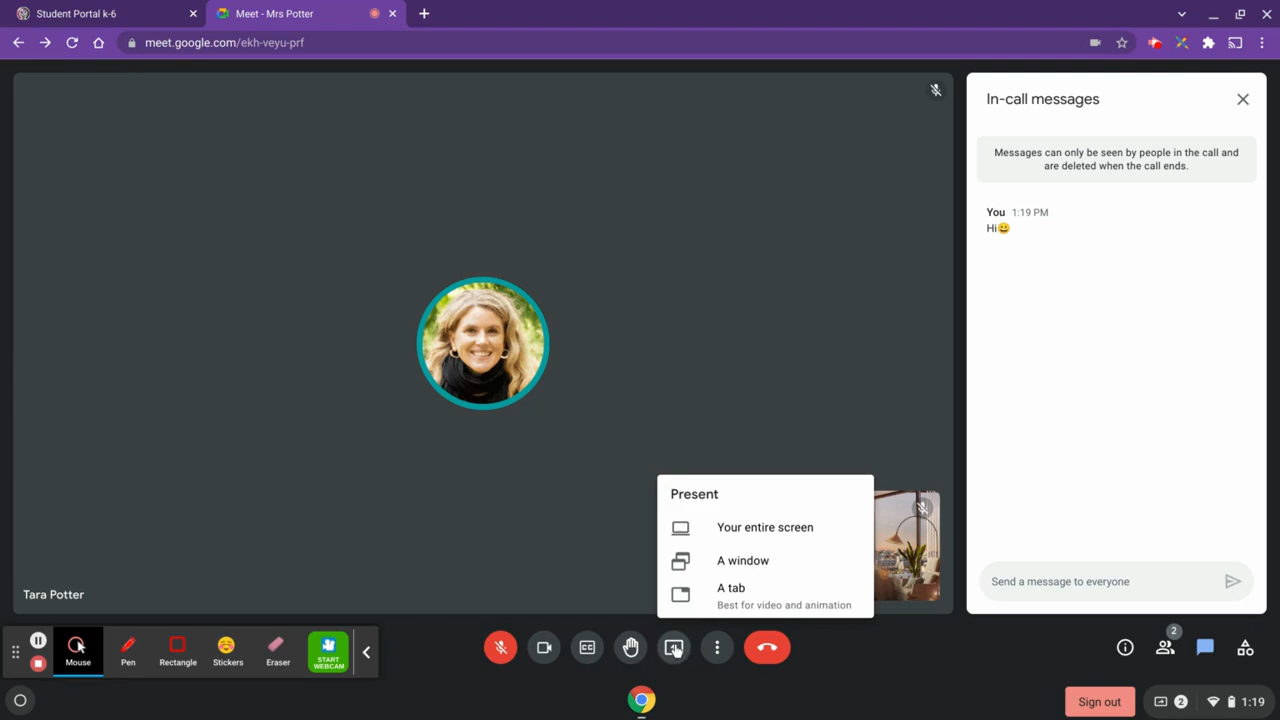 Student Portal k-6
Meet - Mrs Potter
meet.google.com/ekh-veyu-prf
In-call messages
Messages can only be seen by people in the call and
are deleted when the call ends.
You 1:19 PM
Hi😀
Present
Your entire screen
A window
A tab
Best for video and animation
Tara Potter
Send a message to everyone
Mouse
Pen
Rectangle
Stickers
Eraser
START
WEBCAM
CC
2
Sign out
2
1:19